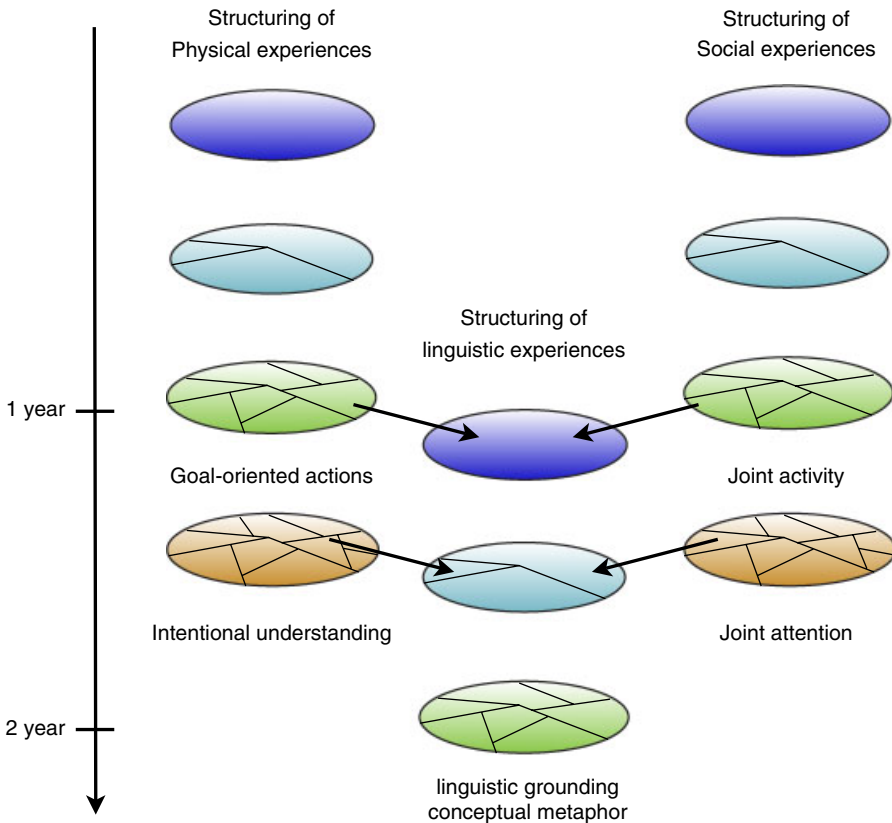 Structuring of
Physical experiences
Structuring of
Social experiences
Structuring of
linguistic experiences
1 year
Goal-oriented actions
Joint activity
Intentional understanding
Joint attention
2 year
linguistic grounding
conceptual metaphor